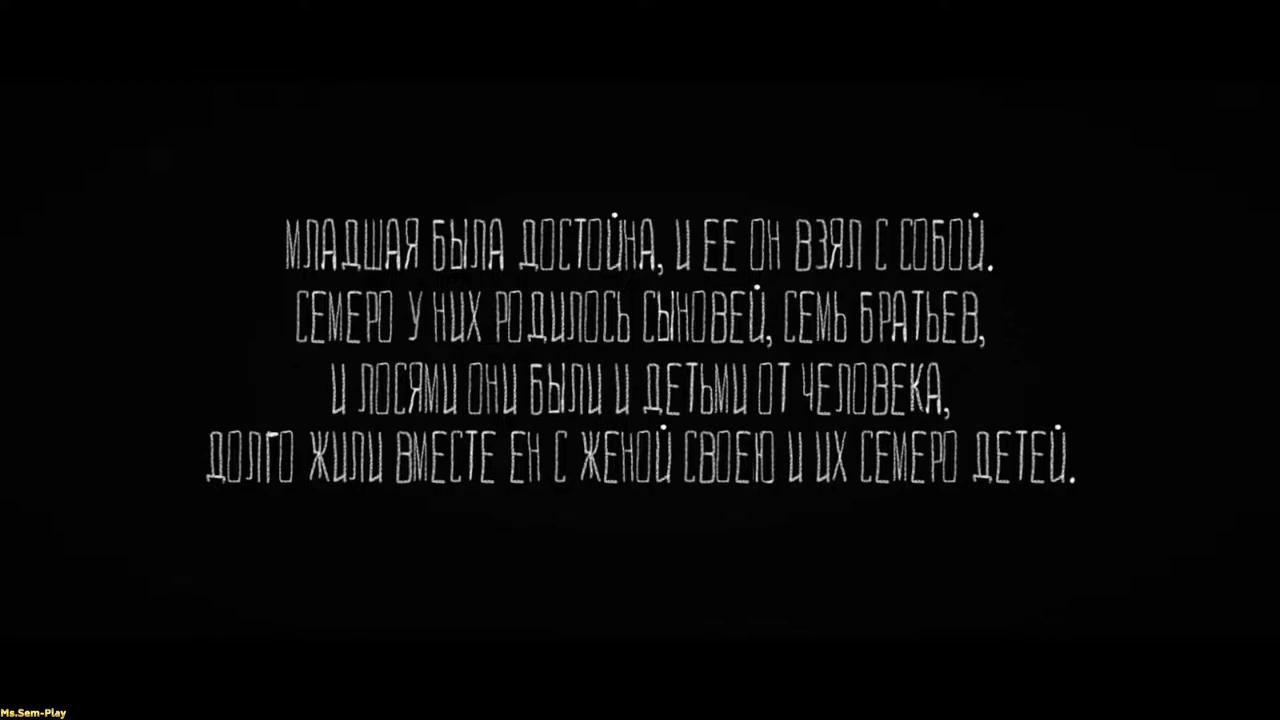 МЛАДШАЯ БЫЛА ДОСТОЙНА, И ЕЕ ОН ВЗЯЛ С СОБОЙ.
СЕМЕРО У НИХ РОДИЛОСЬ СЫНОВЕЙ, СЕМЬ БРАТЬЕВ,
И ЛОСЯМИ ОНИ БЫЛИ И ДЕТЬМИ ОТ ЧЕЛОВЕКА,
ДОЛГО ЖИЛИ ВМЕСТЕ ЕН С ЖЕНОЙ СВОЕЮ И ИХ СЕМЕРО ДЕТЕЙ.
Ms.Sem-Play